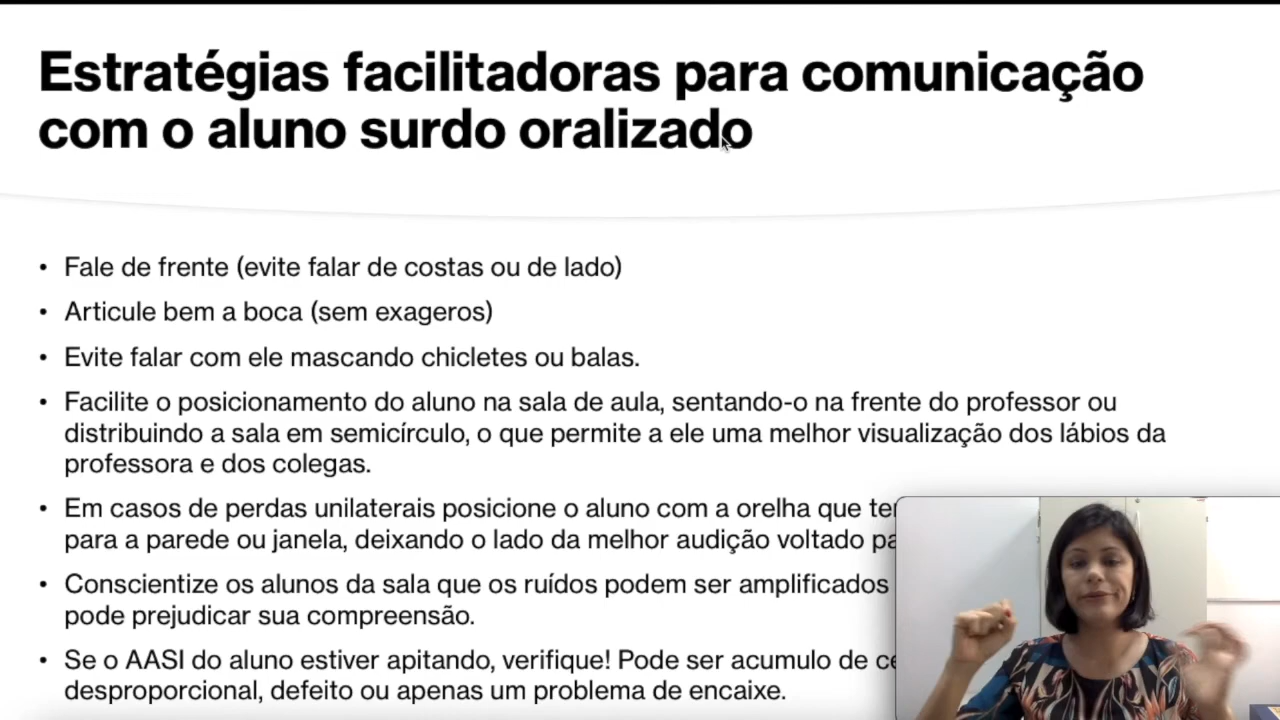 Estratégias facilitadoras para comunicação
com o aluno surdo oralizado
• Fale de frente (evite falar de costas ou de lado)
• Articule bem a boca (sem exageros)
• Evite falar com ele mascando chicletes ou balas.
• Facilite o posicionamento do aluno na sala de aula, sentando-o na frente do professor ou
distribuindo a sala em semicírculo, o que permite a ele uma melhor visualização dos lábios da
professora e dos colegas.
• Em casos de perdas unilaterais posicione o aluno com a orelha que
para a parede ou janela, deixando o lado da melhor audição voltado
• Conscientize os alunos da sala que os ruídos podem ser amplificados
pode prejudicar sua compreensão.
• Se o AASI do aluno estiver apitando, verifique! Pode ser acumulo de
desproporcional, defeito ou apenas um problema de encaixe.